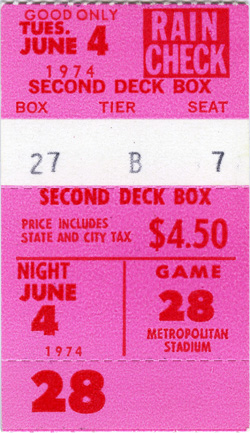 GOOD ONLY
TUES.
JUNE 4
1974
RAIN
CHECK
SECOND DECK BOX
BOX TIER SEAT
27 B 7
SECOND DECK BOX
PRICE INCLUDES
STATE AND CITY TAX
$4.50
NIGHT
JUNE
4
1974
GAME
28
METROPOLITAN
STADIUM
28